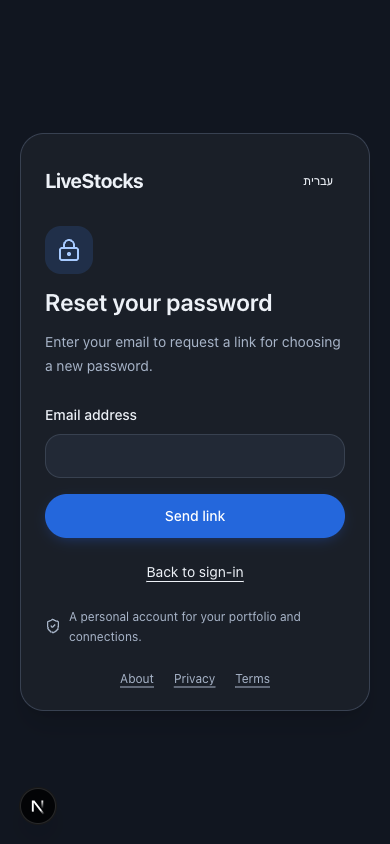 LiveStocks
עברית
Reset your password
Enter your email to request a link for choosing
a new password.
Email address
Send link
Back to sign-in
A personal account for your portfolio and
connections.
About Privacy Terms
N